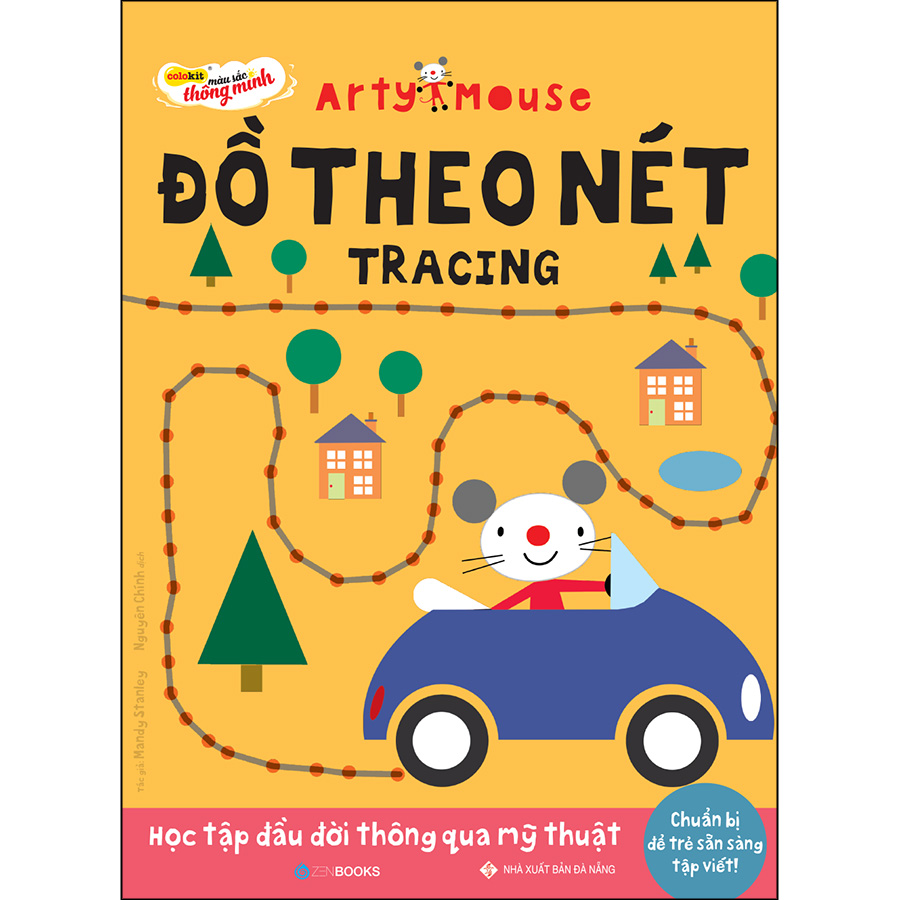 colokit®
màu sắc
thông minh
Arty Mouse
ĐỒ THEO NÉT
TRACING
Tác giả: Mandy Stanley Nguyên Chính dịch
Học tập đầu đời thông qua mỹ thuật
Chuẩn bị
để trẻ sẵn sàng
tập viết!
ZENBOOKS
NHÀ XUẤT BẢN ĐÀ NẴNG